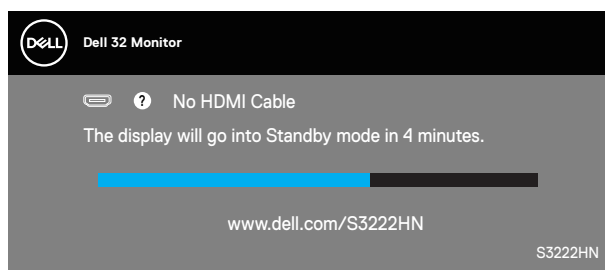 DELL
Dell 32 Monitor
? No HDMI Cable
The display will go into Standby mode in 4 minutes.
www.dell.com/S3222HN
S3222HN